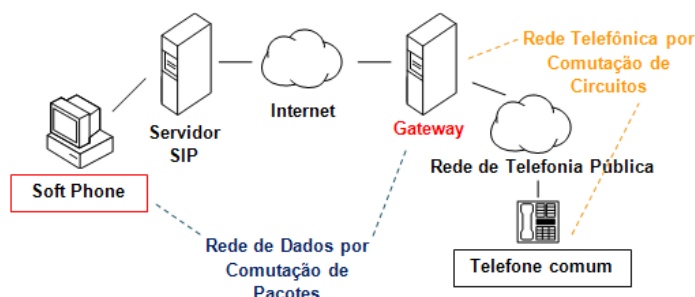 Rede Telefônica por
Comutação de
Circuitos
Internet
Servidor
SIP
Gateway
Rede de Telefonia Pública
Soft Phone
Rede de Dados por
Comutação de
Pacotes
Telefone comum